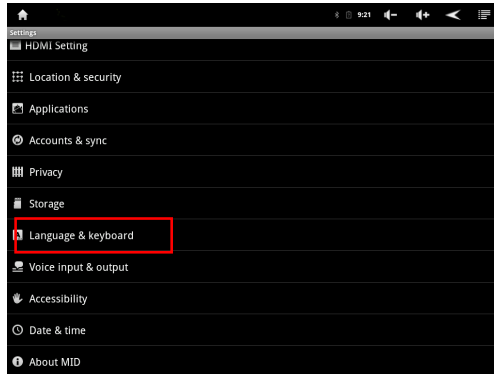 9:21
Settings
HDMI Setting
Location & security
Applications
Accounts & sync
Privacy
Storage
Language & keyboard
Voice input & output
Accessibility
Date & time
About MID